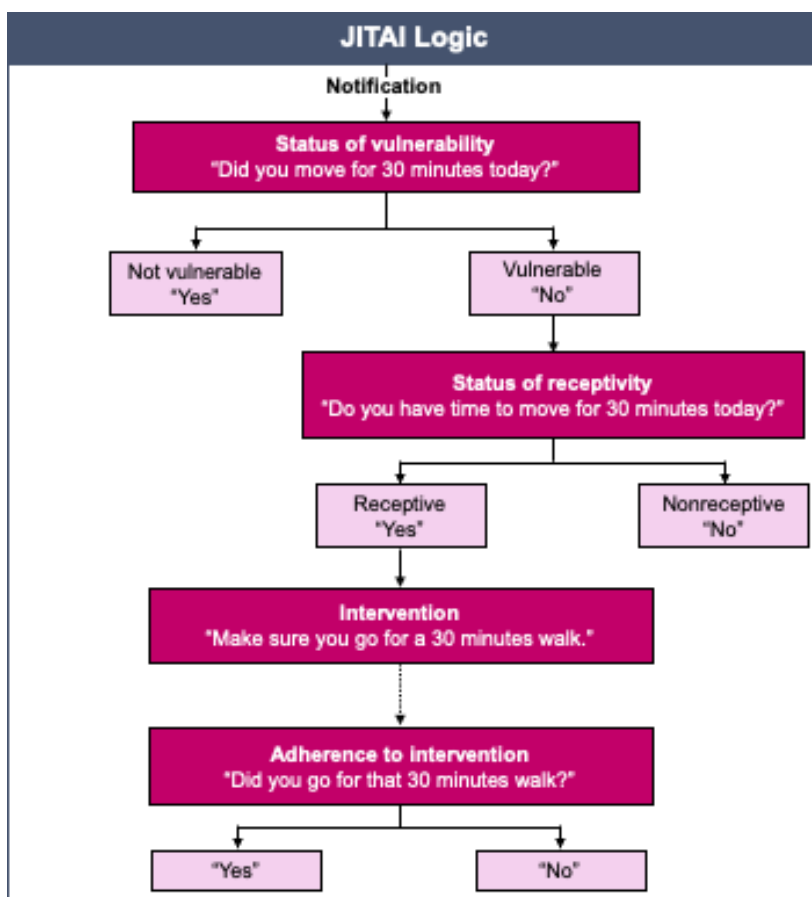 JITAI Logic
Notification
Status of vulnerability
“Did you move for 30 minutes today?”
Not vulnerable
“Yes”
Vulnerable
“No”
Status of receptivity
“Do you have time to move for 30 minutes today?”
Receptive
“Yes”
Nonreceptive
“No”
Intervention
“Make sure you go for a 30 minutes walk.”
Adherence to intervention
“Did you go for that 30 minutes walk?”
“Yes”
“No”